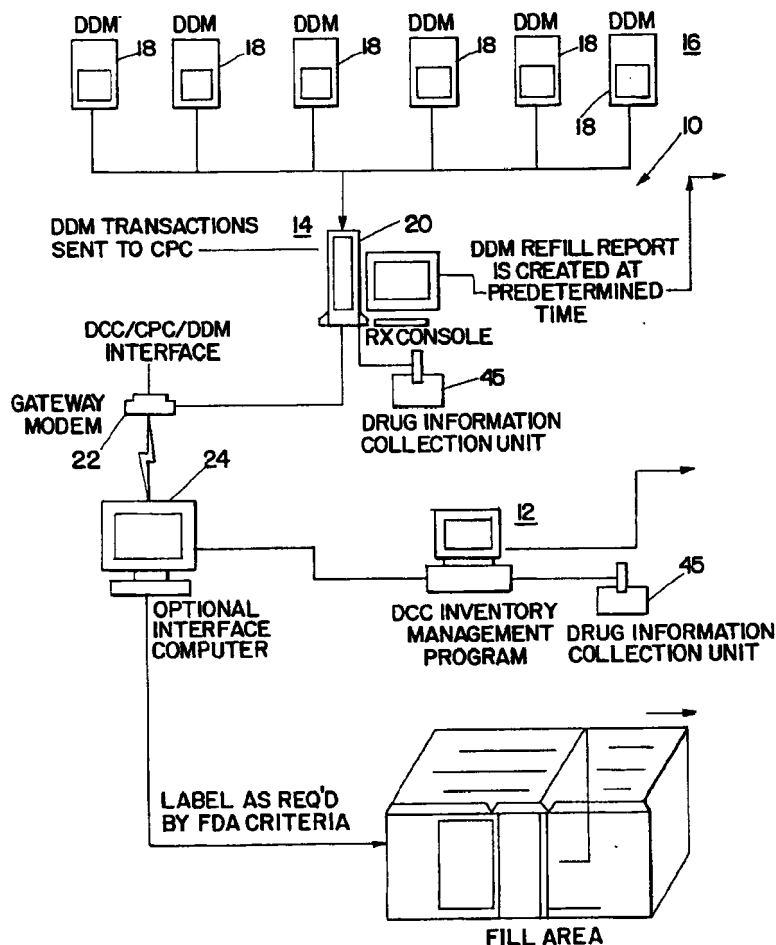 DDM DDM DDM DDM DDM DDM
18 18 18 18 18 16
18
10
DDM TRANSACTIONS
SENT TO CPC
14
20
DDM REFILL REPORT
IS CREATED AT
PREDETERMINED
TIME
RX CONSOLE
DCC/CPC/DDM
INTERFACE
GATEWAY
MODEM
22
45
DRUG INFORMATION
COLLECTION UNIT
24
OPTIONAL
INTERFACE
COMPUTER
12
DCC INVENTORY
MANAGEMENT
PROGRAM
45
DRUG INFORMATION
COLLECTION UNIT
LABEL AS REQ'D
BY FDA CRITERIA
FILL AREA